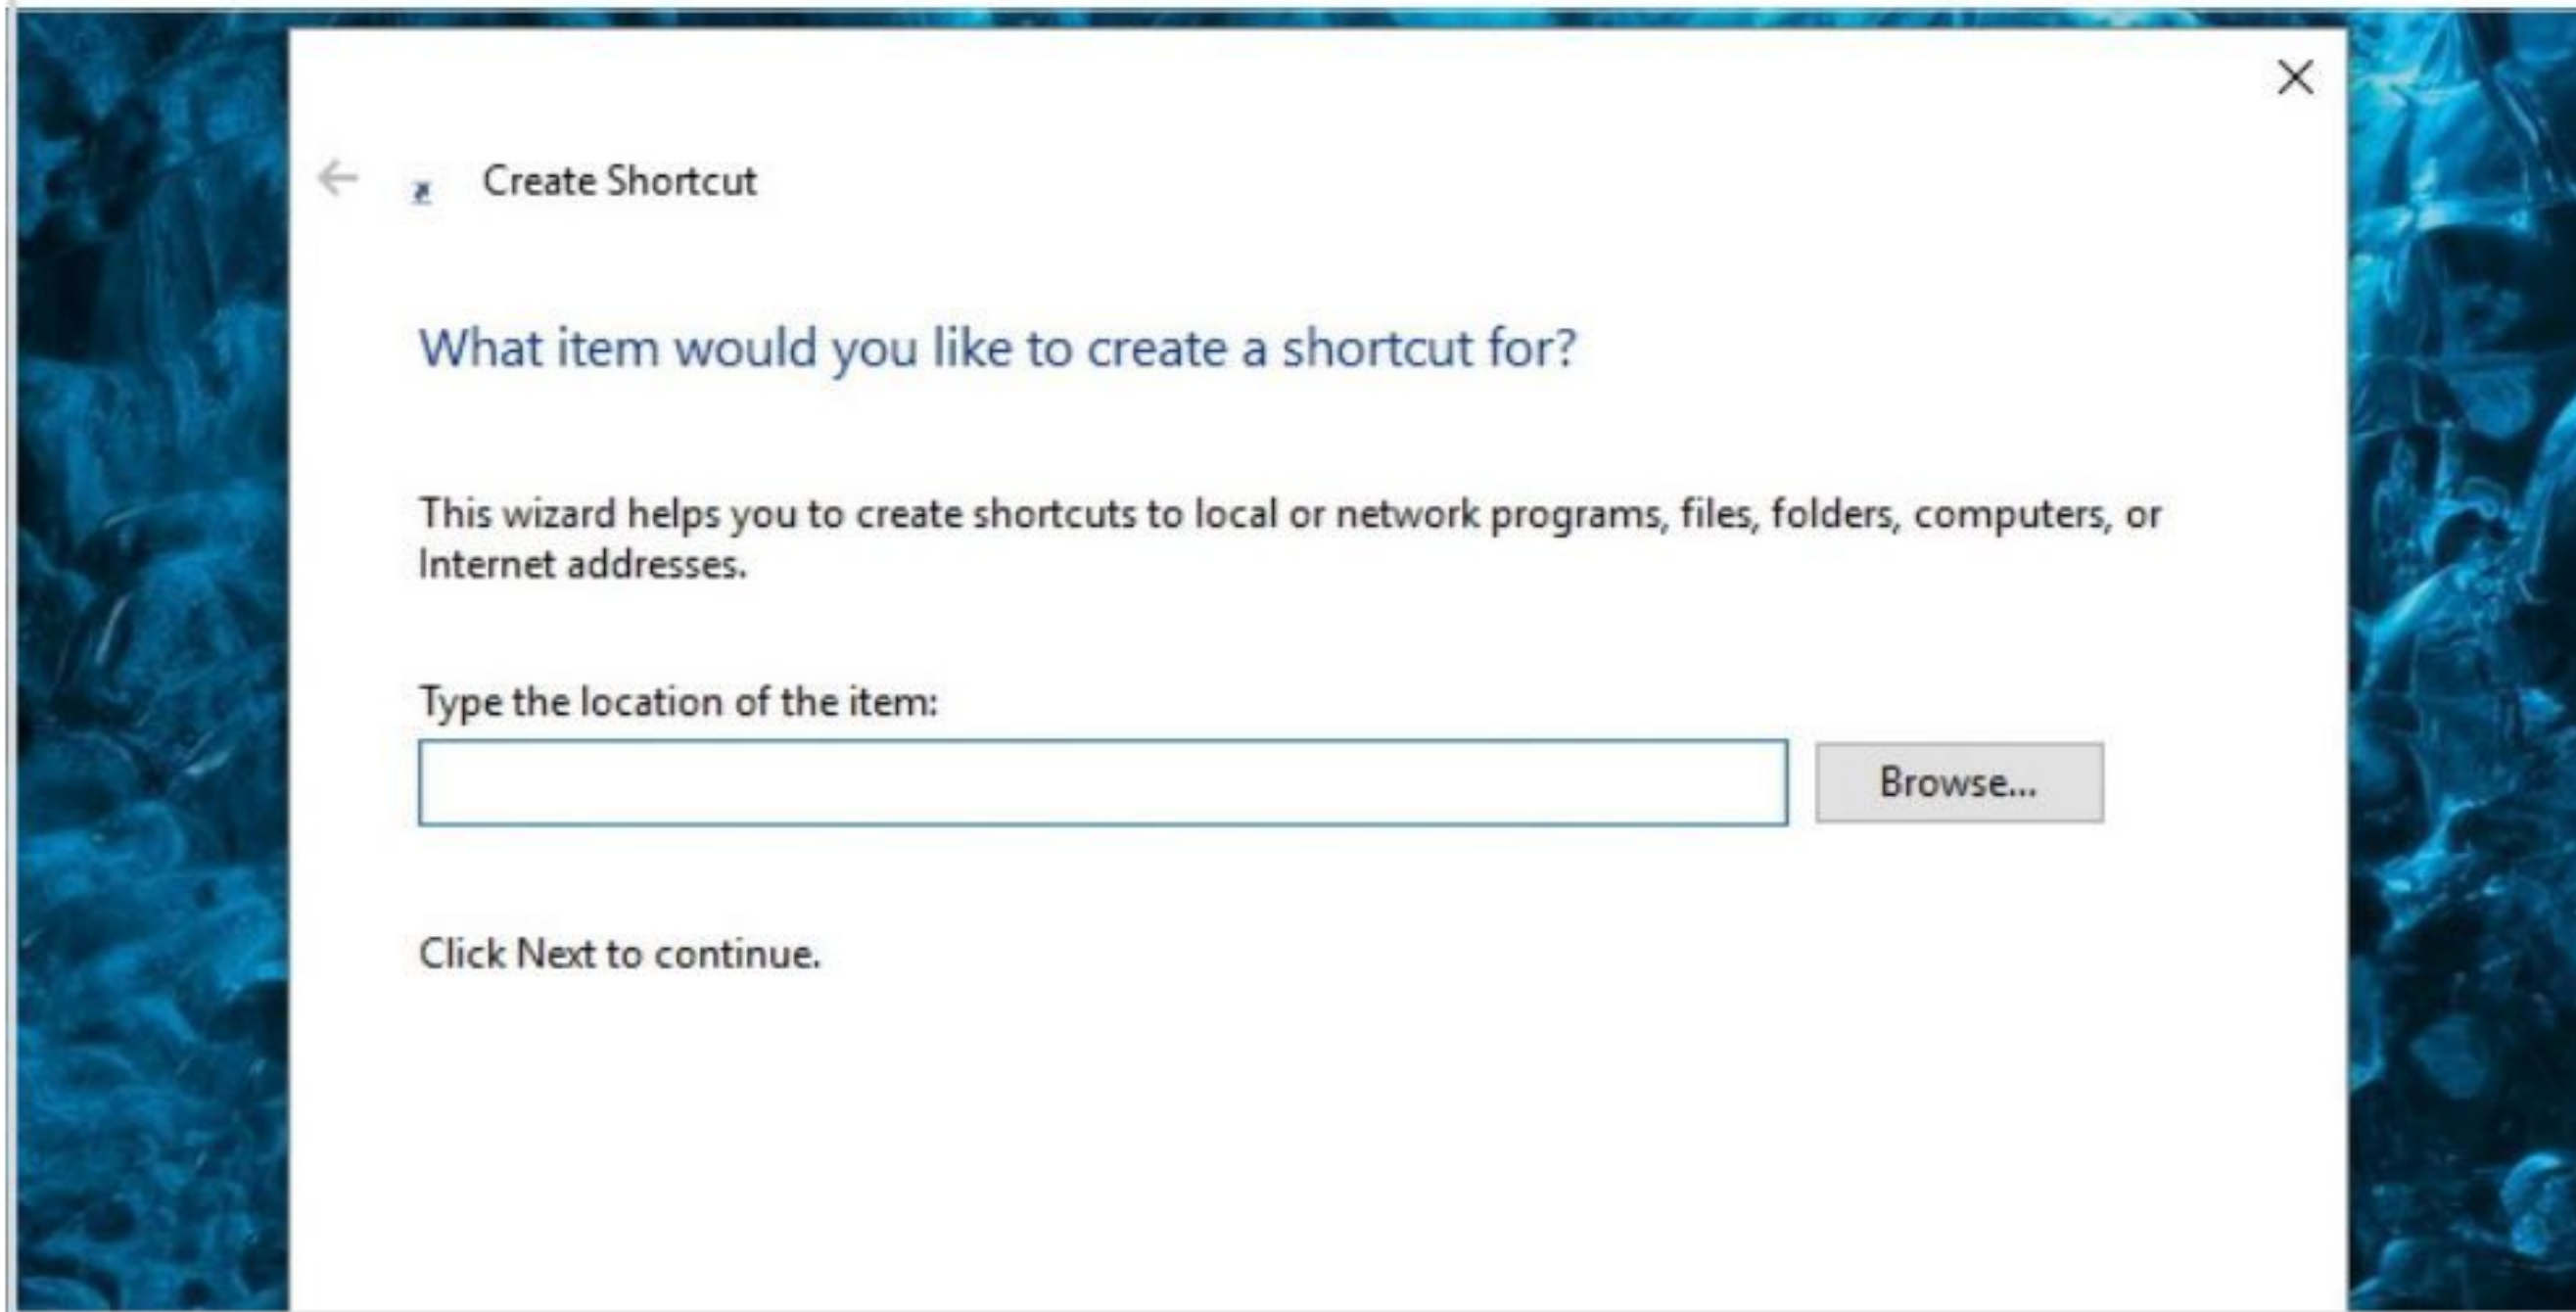 Create Shortcut
What item would you like to create a shortcut for?
This wizard helps you to create shortcuts to local or network programs, files, folders, computers, or
Internet addresses.
Type the location of the item:
Browse...
Click Next to continue.